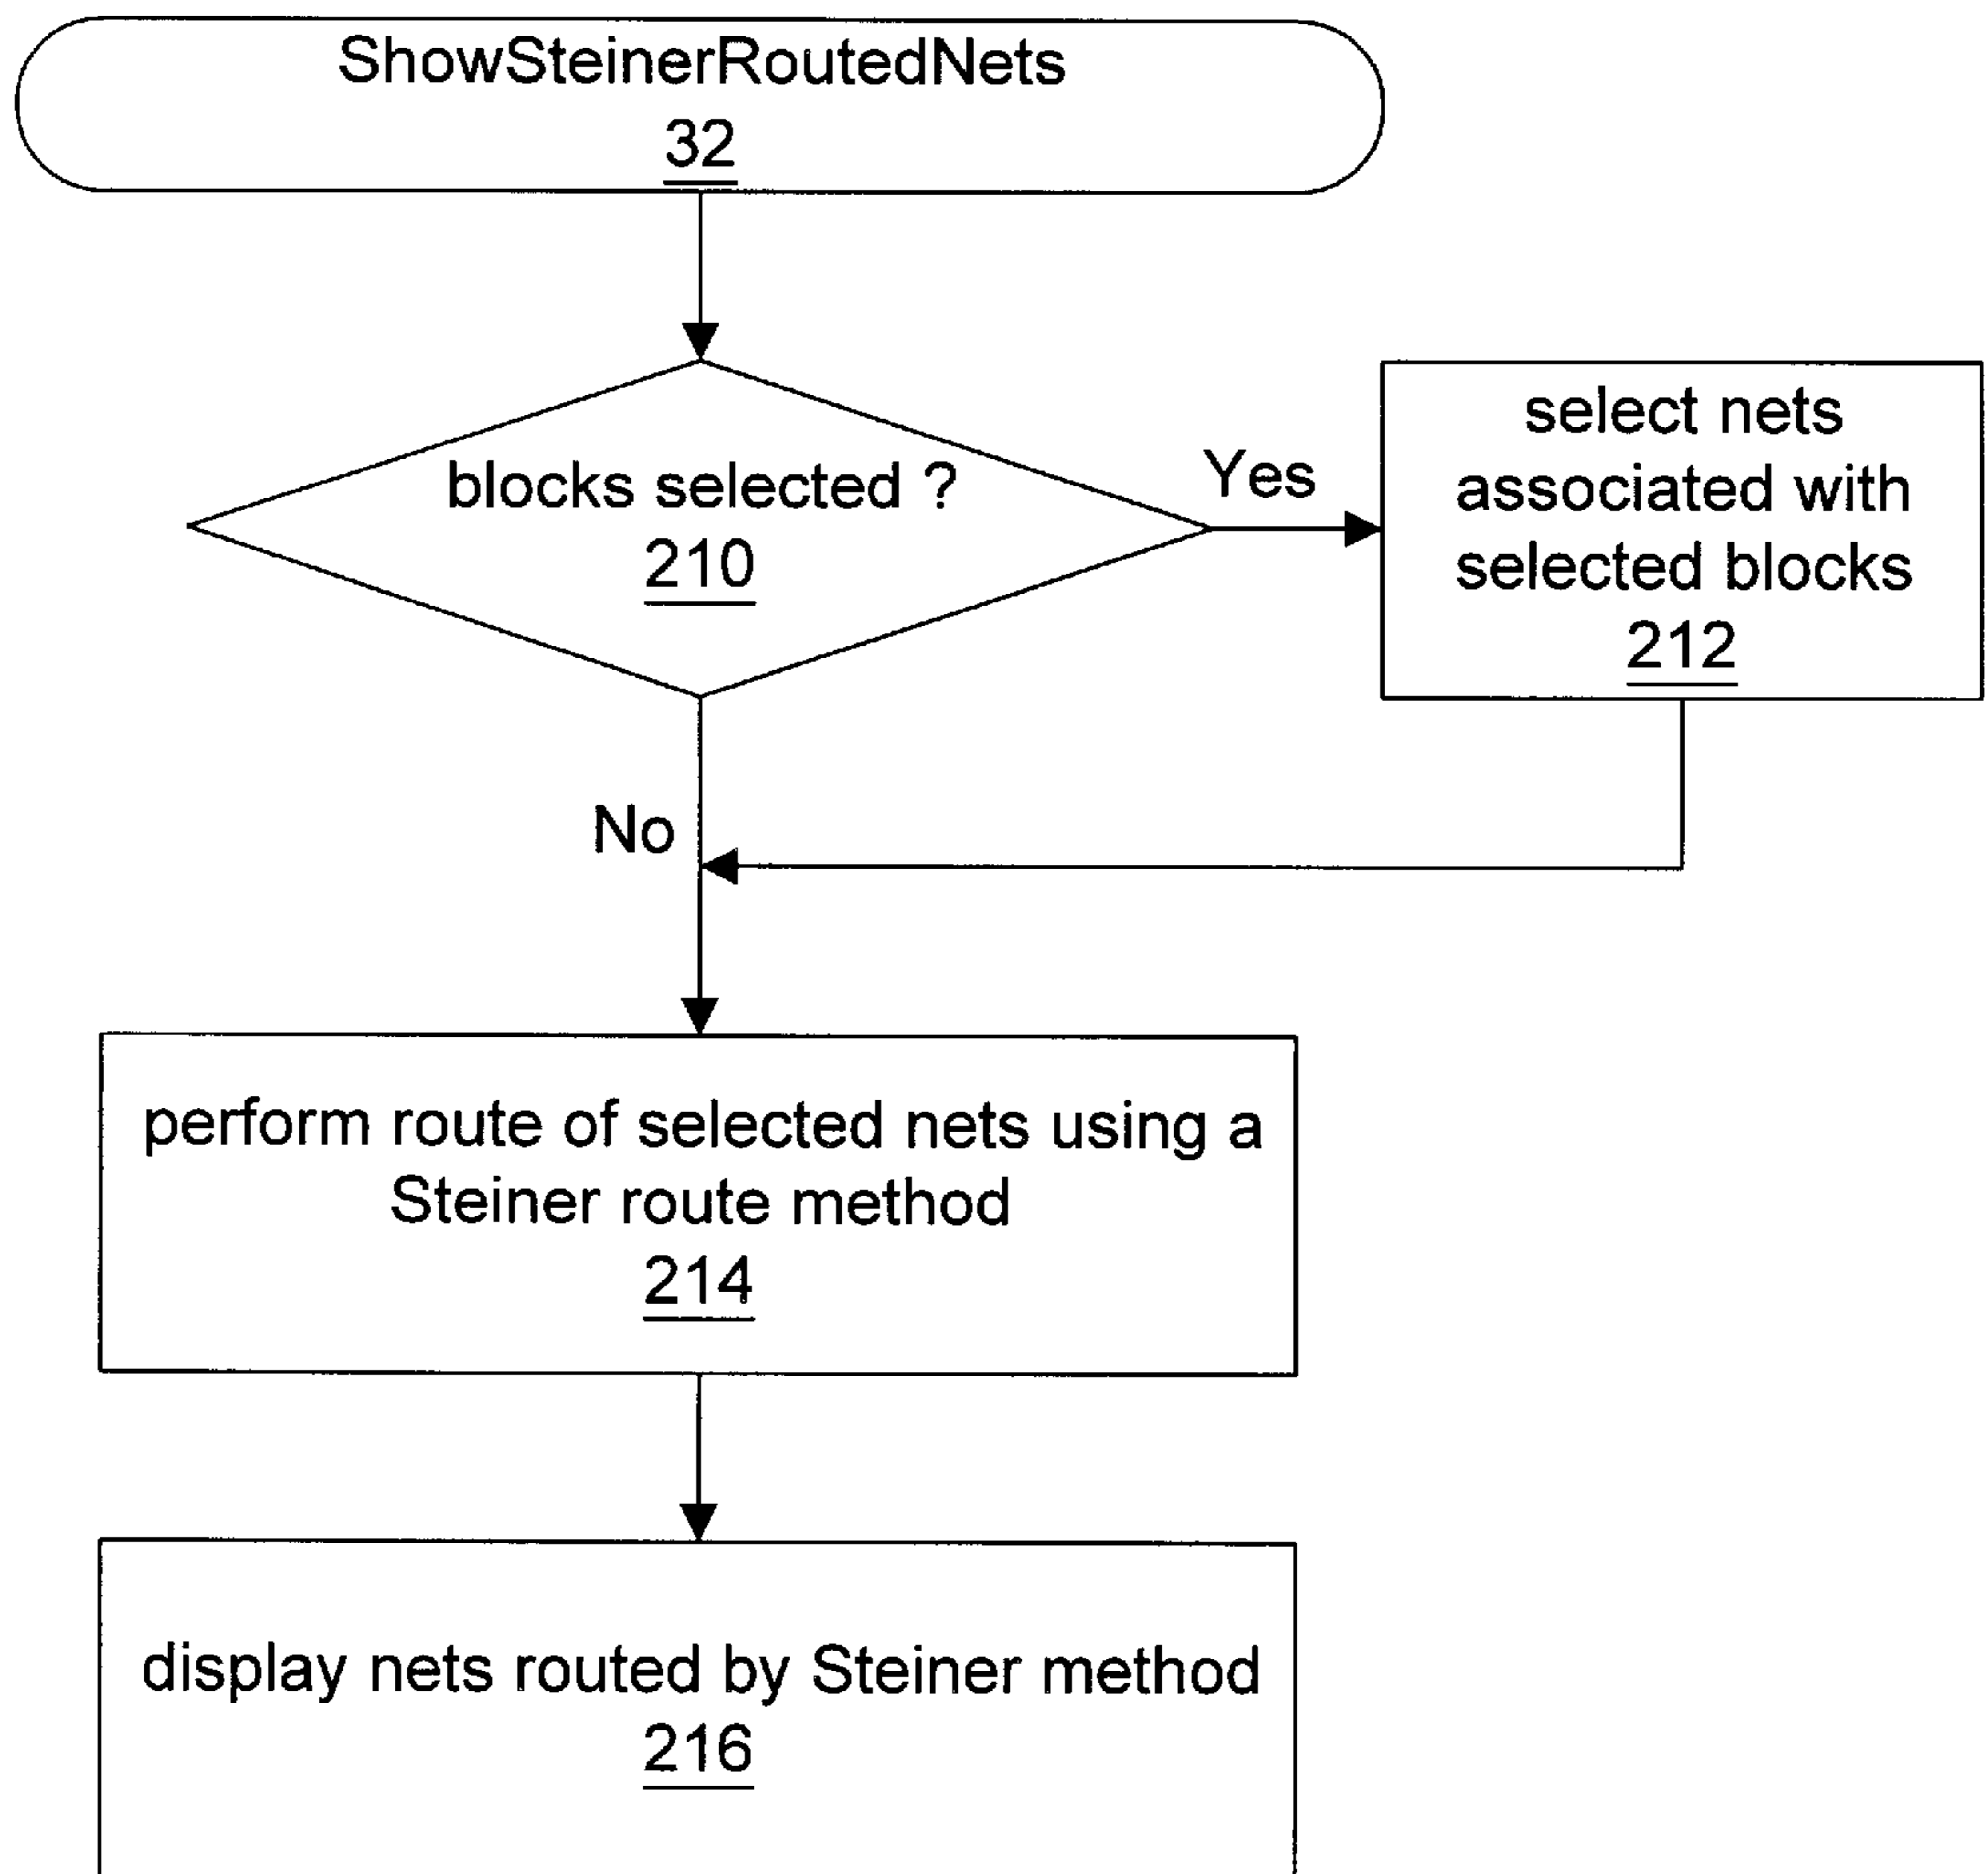 ShowSteinerRoutedNets
32
blocks selected ?
210
Yes
select nets
associated with
selected blocks
212
No
perform route of selected nets using a
Steiner route method
214
display nets routed by Steiner method
216